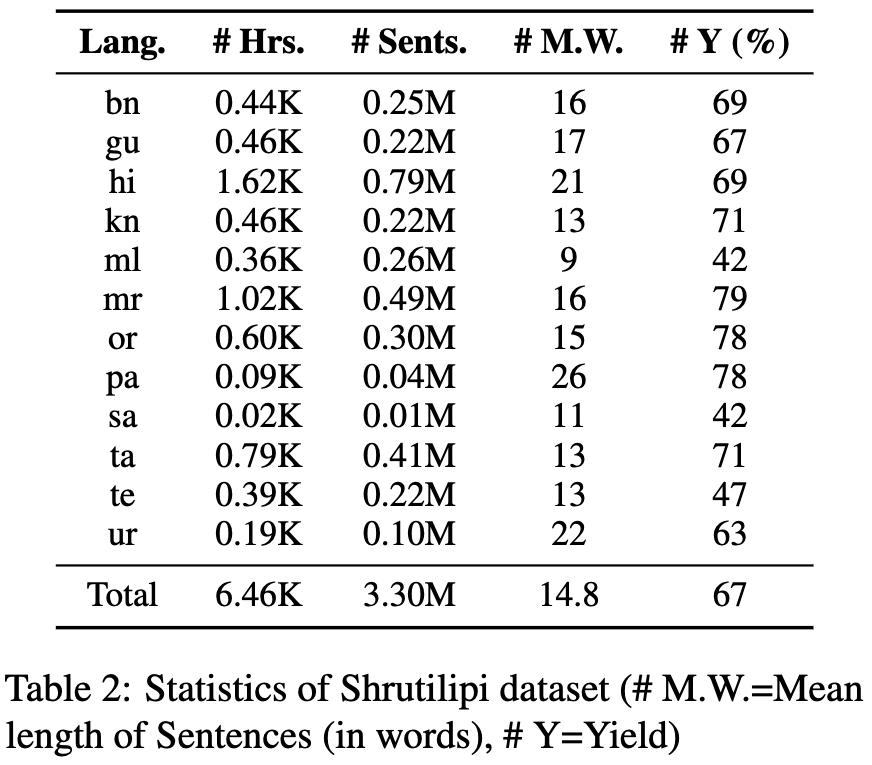 Lang. # Hrs. # Sents. # M.W. # Y (%)
bn 0.44K 0.25M 16 69
gu 0.46K 0.22M 17 67
hi 1.62K 0.79M 21 69
kn 0.46K 0.22M 13 71
ml 0.36K 0.26M 9 42
mr 1.02K 0.49M 16 79
or 0.60K 0.30M 15 78
pa 0.09K 0.04M 26 78
sa 0.02K 0.01M 11 42
ta 0.79K 0.41M 13 71
te 0.39K 0.22M 13 47
ur 0.19K 0.10M 22 63
Total 6.46K 3.30M 14.8 67
Table 2: Statistics of Shrutilipi dataset (# M.W.=Mean
length of Sentences (in words), # Y=Yield)